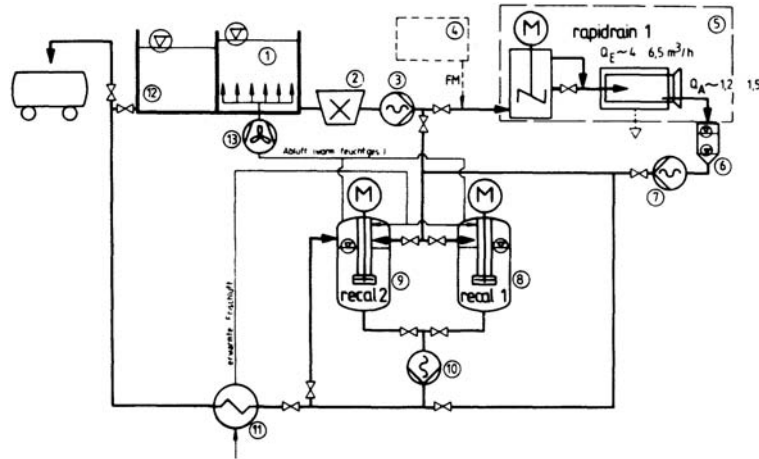 4
5
rapidrain 1
M
Q_E ~ 4 6,5 m³/h
Q_A ~ 1,2 1,5
1
2
3
FM
12
13
Abluft (warm feuchtges.)
6
7
M
M
9
8
recal 2
recal 1
erwärmte Frischluft
10
11